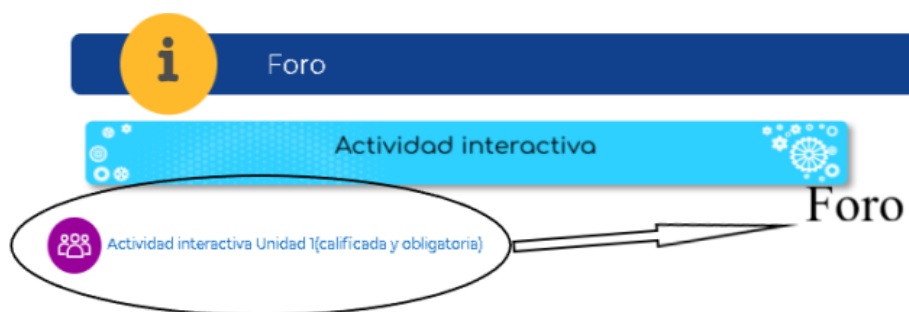 Foro
Actividad interactiva
Foro
Actividad interactiva Unidad 1(calificada y obligatoria)